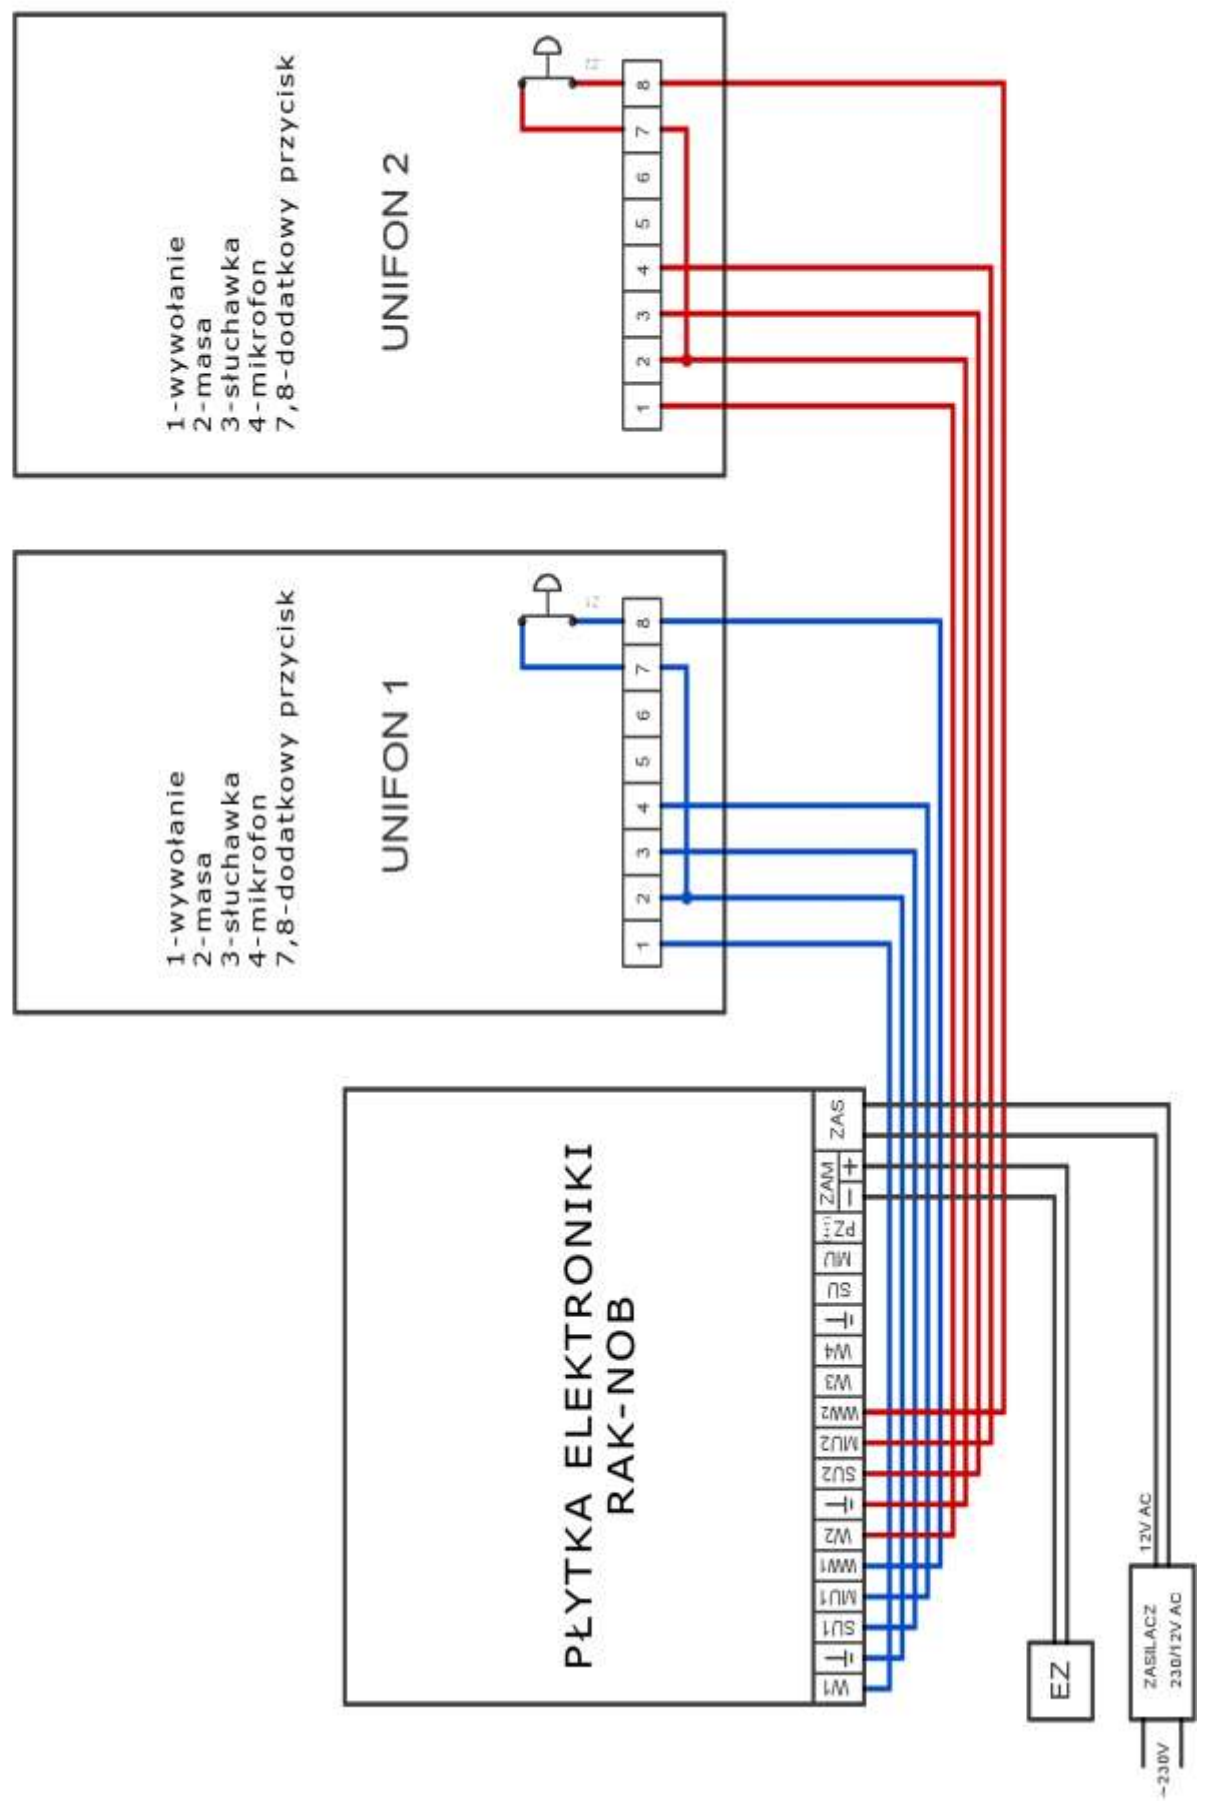 1-wywołanie
2-masa
3-słuchawka
4-mikrofon
7,8-dodatkowy przycisk
UNIFON 2
1
2
3
4
5
6
7
8
1-wywołanie
2-masa
3-słuchawka
4-mikrofon
7,8-dodatkowy przycisk
UNIFON 1
1
2
3
4
5
6
7
8
PŁYTKA ELEKTRONIKI
RAK-NOB
W1
SU1
MU1
WW1
W2
SU2
MU2
WW2
W3
W4
SU
MU
PZ
ZAM
- +
ZAS
EZ
12V AC
ZASILACZ
230/12V AC
~230V